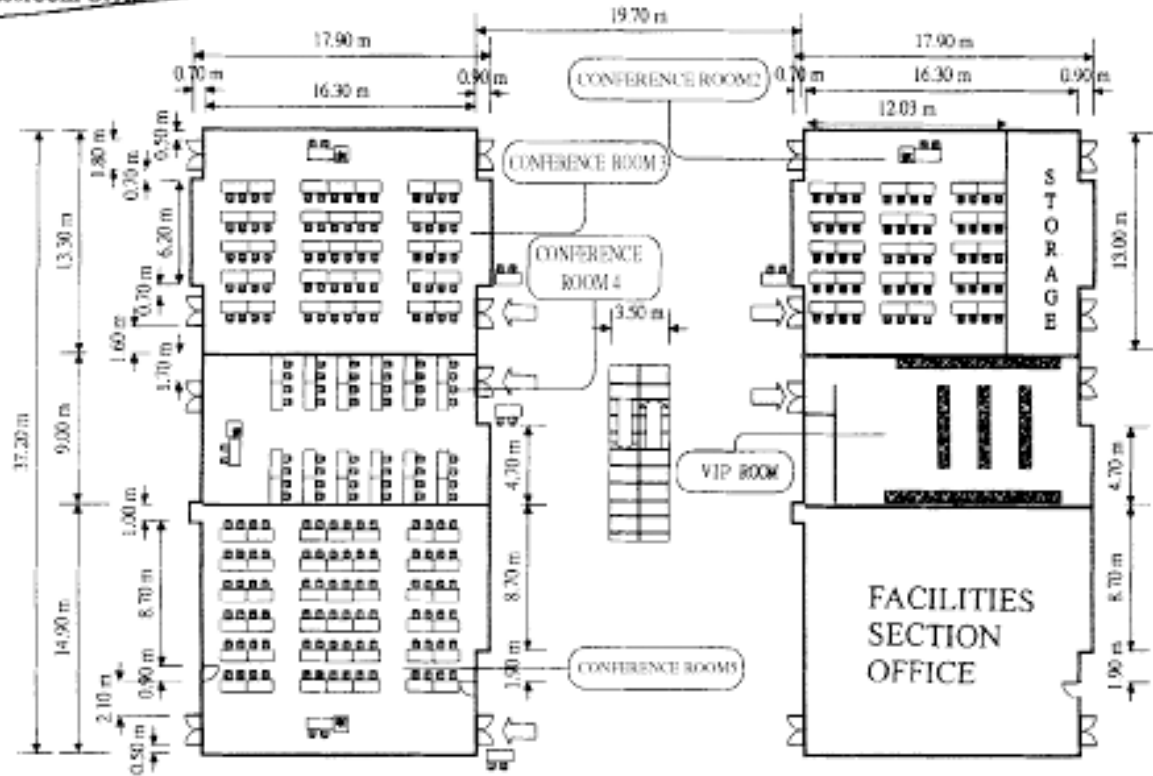 19.70 m
17.90 m
17.90 m
0.70 m
0.90 m
0.70 m
0.90 m
16.30 m
16.30 m
CONFERENCE ROOM2
12.03 m
0.50 m
1.80 m
0.70 m
CONFERENCE ROOM 3
STORAGE
13.30 m
6.20 m
13.00 m
CONFERENCE
ROOM 4
0.70 m
3.50 m
1.60 m
1.70 m
37.20 m
9.00 m
4.70 m
VIP ROOM
4.70 m
1.00 m
8.70 m
8.70 m
8.70 m
14.90 m
FACILITIES
SECTION
OFFICE
0.90 m
1.90 m
CONFERENCE ROOM5
1.90 m
2.10 m
0.50 m